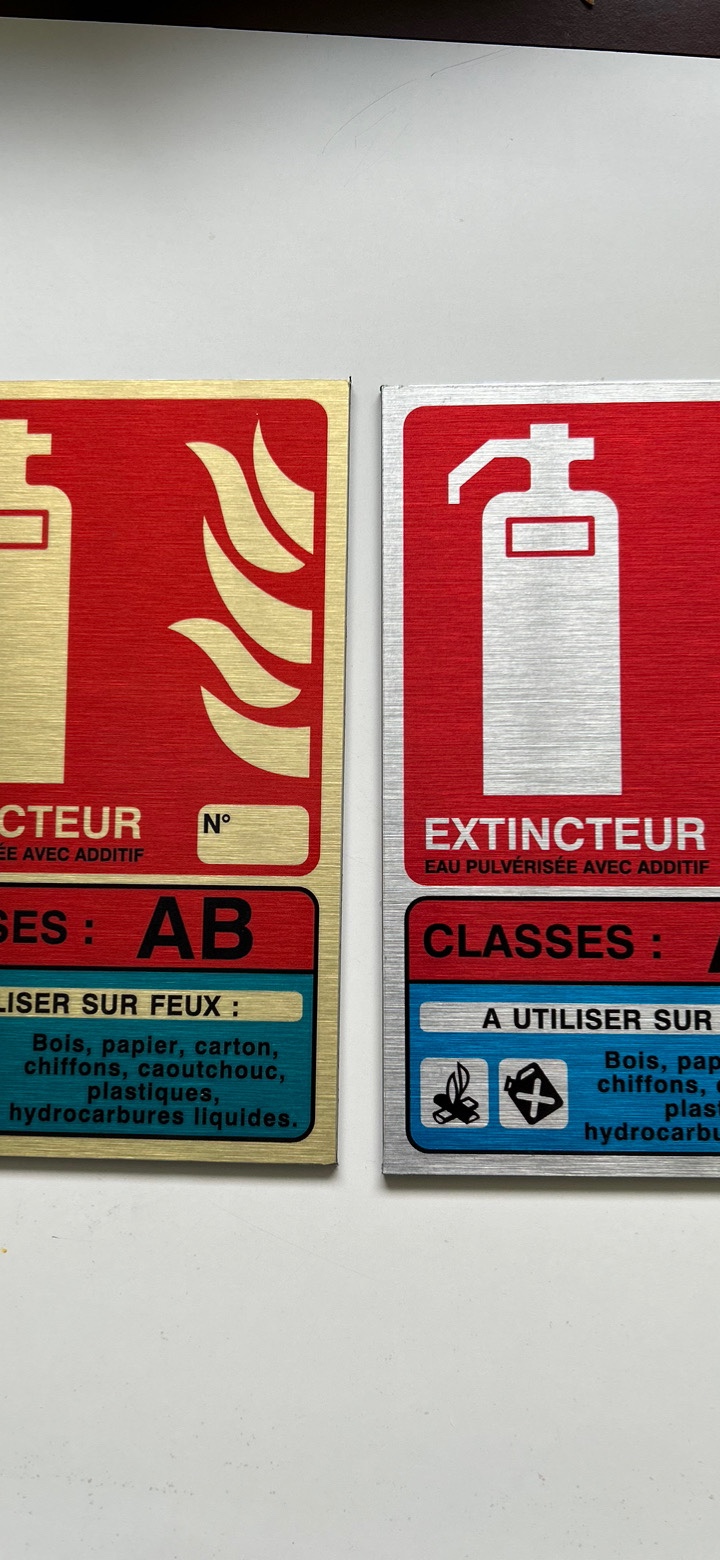 CTEUR
N°
ÉE AVEC ADDITIF
SES : AB
LISER SUR FEUX :
Bois, papier, carton,
chiffons, caoutchouc,
plastiques,
hydrocarbures liquides.
EXTINCTEUR
EAU PULVÉRISÉE AVEC ADDITIF
CLASSES :
A UTILISER SUR
Bois, pap
chiffons,
plast
hydrocarbu